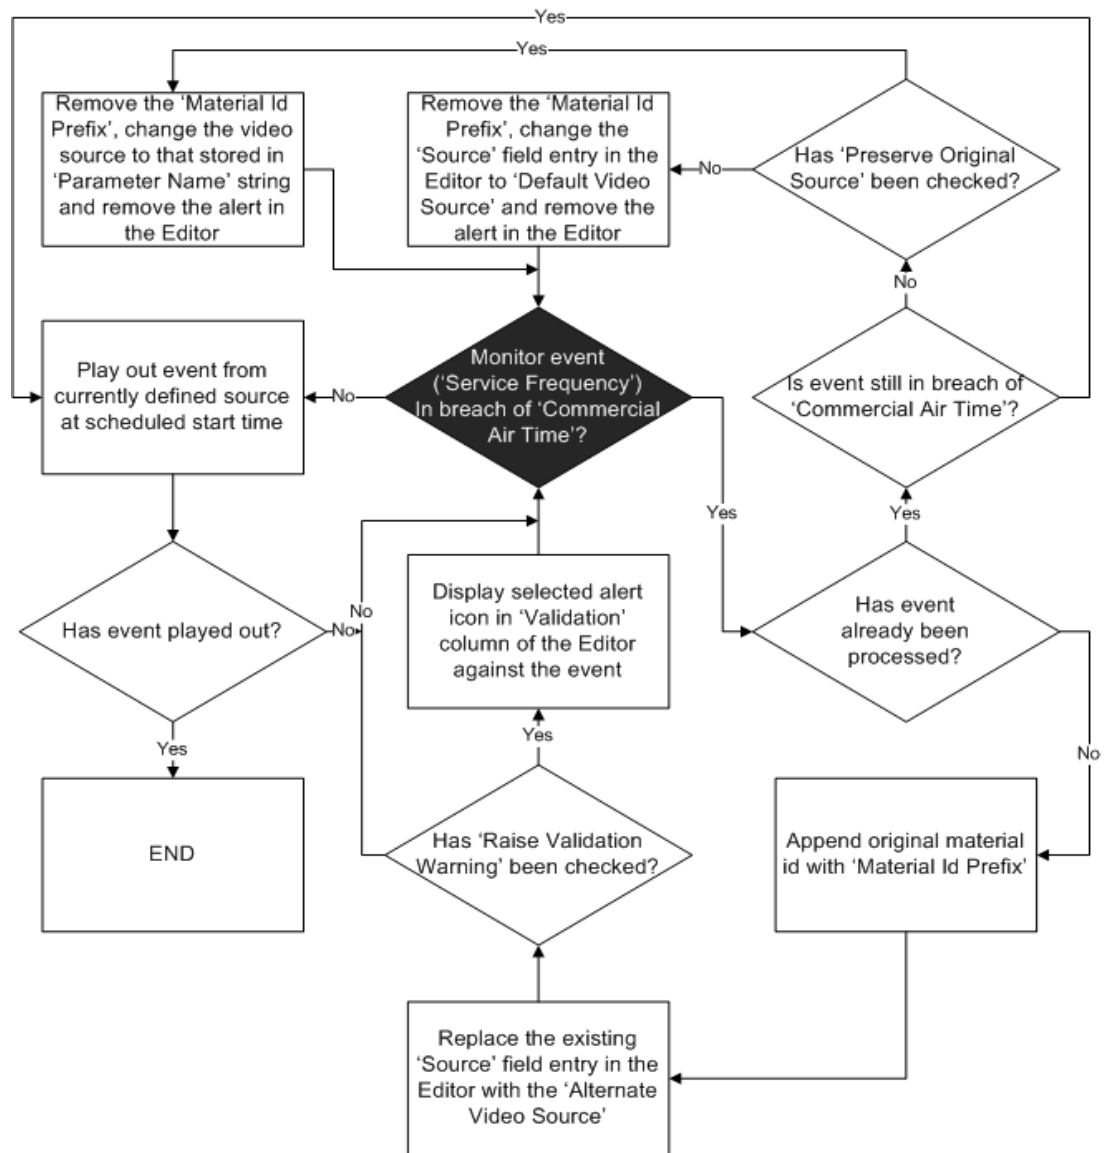 Yes
Yes
Remove the ‘Material Id
Prefix’, change the video
source to that stored in
‘Parameter Name’ string
and remove the alert in
the Editor
Remove the ‘Material Id
Prefix’, change the
‘Source’ field entry in the
Editor to ‘Default Video
Source’ and remove the
alert in the Editor
No
Has ‘Preserve Original
Source’ been checked?
No
Play out event from
currently defined source
at scheduled start time
No
Monitor event
(‘Service Frequency’)
In breach of ‘Commercial
Air Time’?
Is event still in breach of
‘Commercial Air Time’?
Yes
Yes
Has event played out?
No
No
Display selected alert
icon in ‘Validation’
column of the Editor
against the event
Has event
already been
processed?
Yes
Yes
No
END
Has ‘Raise Validation
Warning’ been checked?
Append original material
id with ‘Material Id Prefix’
Replace the existing
‘Source’ field entry in the
Editor with the ‘Alternate
Video Source’